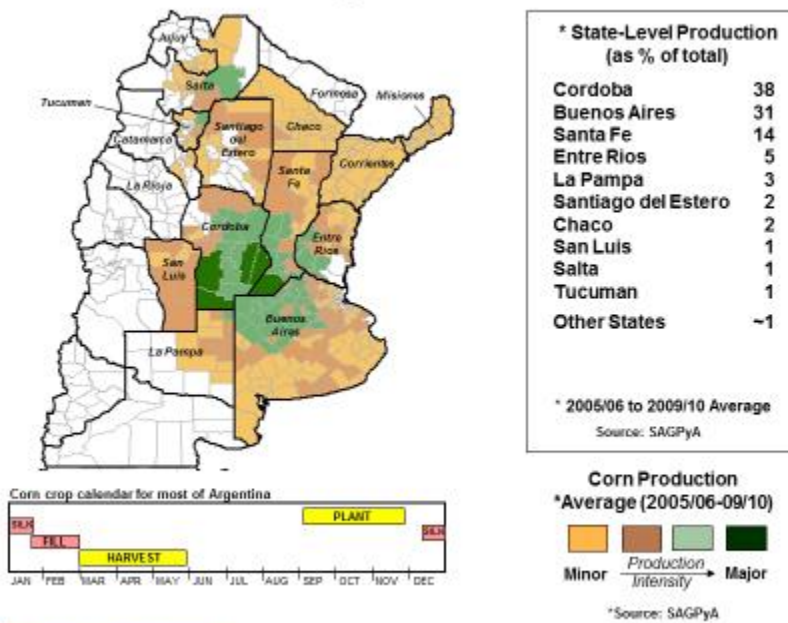 Jujuy
Salta
Formosa
Misiones
Tucuman
Chaco
Santiago
del
Estero
Catamarca
Corrientes
Santa
Fe
La Rioja
Cordoba
Entre
Rios
San
Luis
Buenos
Aires
La Pampa
* State-Level Production
(as % of total)
Cordoba 38
Buenos Aires 31
Santa Fe 14
Entre Rios 5
La Pampa 3
Santiago del Estero 2
Chaco 2
San Luis 1
Salta 1
Tucuman 1
Other States ~1
* 2005/06 to 2009/10 Average
Source: SAGPyA
Corn crop calendar for most of Argentina
SILK
PLANT
SILK
FILL
HARVEST
JAN FEB MAR APR MAY JUN JUL AUG SEP OCT NOV DEC
Corn Production
*Average (2005/06-09/10)
Minor Production Major
Intensity
*Source: SAGPyA